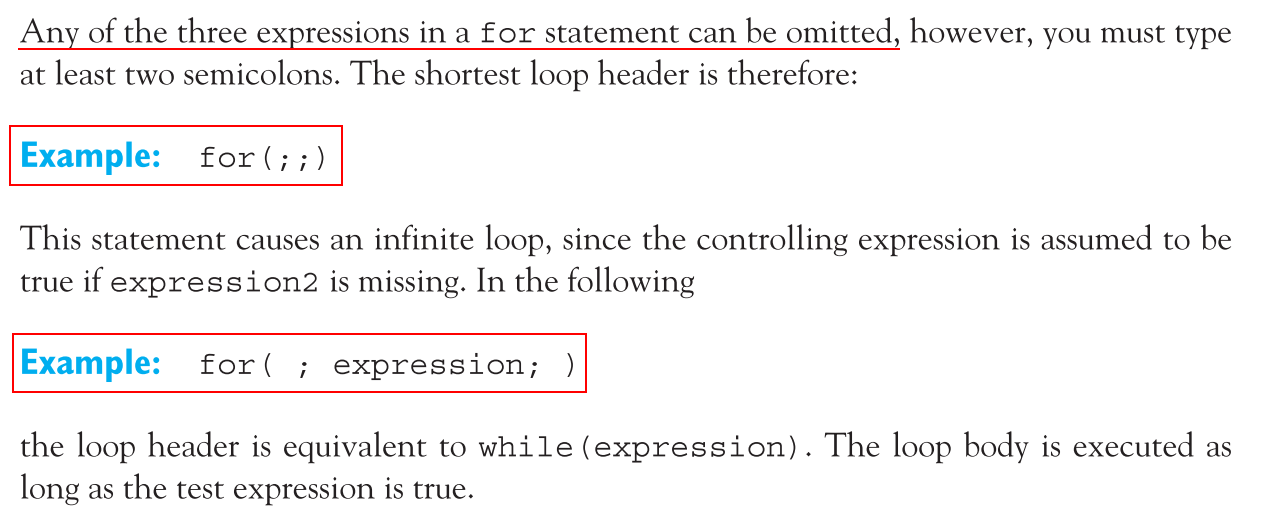 Any of the three expressions in a for statement can be omitted, however, you must type
at least two semicolons. The shortest loop header is therefore:
Example: for(;;)
This statement causes an infinite loop, since the controlling expression is assumed to be
true if expression2 is missing. In the following
Example: for( ; expression; )
the loop header is equivalent to while(expression). The loop body is executed as
long as the test expression is true.